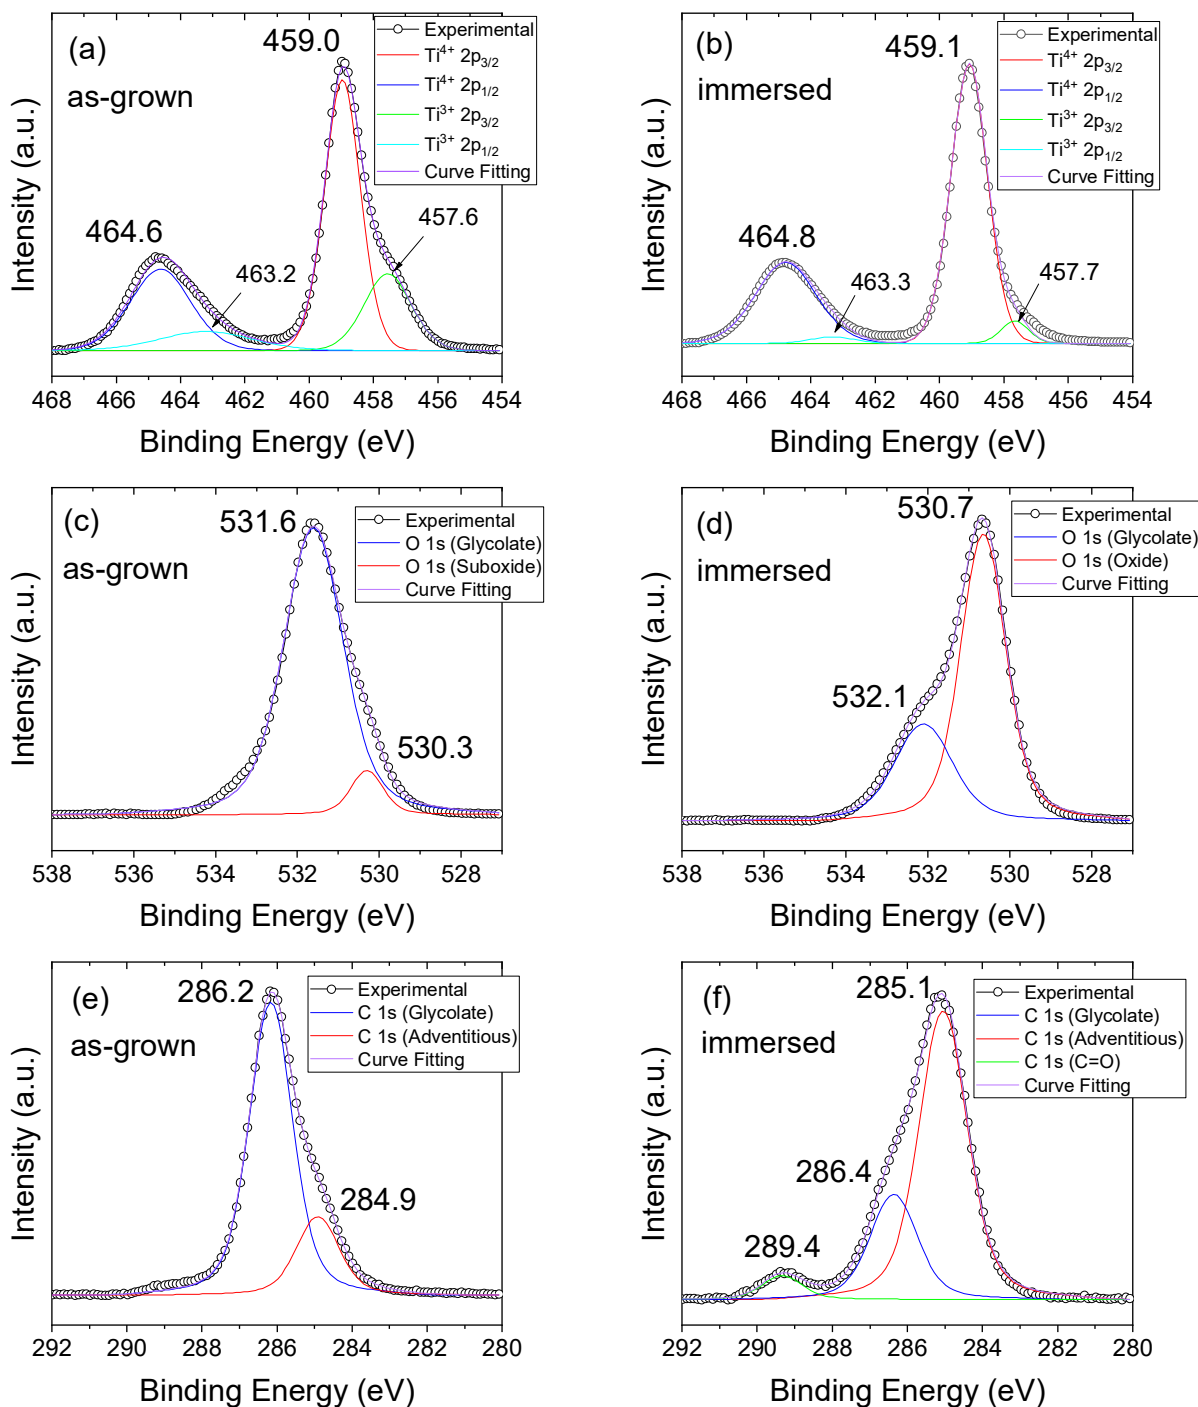 (a)
as-grown
459.0
464.6
463.2
457.6
Experimental
Ti4+ 2p3/2
Ti4+ 2p1/2
Ti3+ 2p3/2
Ti3+ 2p1/2
Curve Fitting
Intensity (a.u.)
468 466 464 462 460 458 456 454
Binding Energy (eV)
(b)
immersed
459.1
464.8
463.3
457.7
Experimental
Ti4+ 2p3/2
Ti4+ 2p1/2
Ti3+ 2p3/2
Ti3+ 2p1/2
Curve Fitting
Intensity (a.u.)
468 466 464 462 460 458 456 454
Binding Energy (eV)
(c)
as-grown
531.6
530.3
Experimental
O 1s (Glycolate)
O 1s (Suboxide)
Curve Fitting
Intensity (a.u.)
538 536 534 532 530 528
Binding Energy (eV)
(d)
immersed
530.7
532.1
Experimental
O 1s (Glycolate)
O 1s (Oxide)
Curve Fitting
Intensity (a.u.)
538 536 534 532 530 528
Binding Energy (eV)
(e)
as-grown
286.2
284.9
Experimental
C 1s (Glycolate)
C 1s (Adventitious)
Curve Fitting
Intensity (a.u.)
292 290 288 286 284 282 280
Binding Energy (eV)
(f)
immersed
285.1
286.4
289.4
Experimental
C 1s (Glycolate)
C 1s (Adventitious)
C 1s (C=O)
Curve Fitting
Intensity (a.u.)
292 290 288 286 284 282 280
Binding Energy (eV)